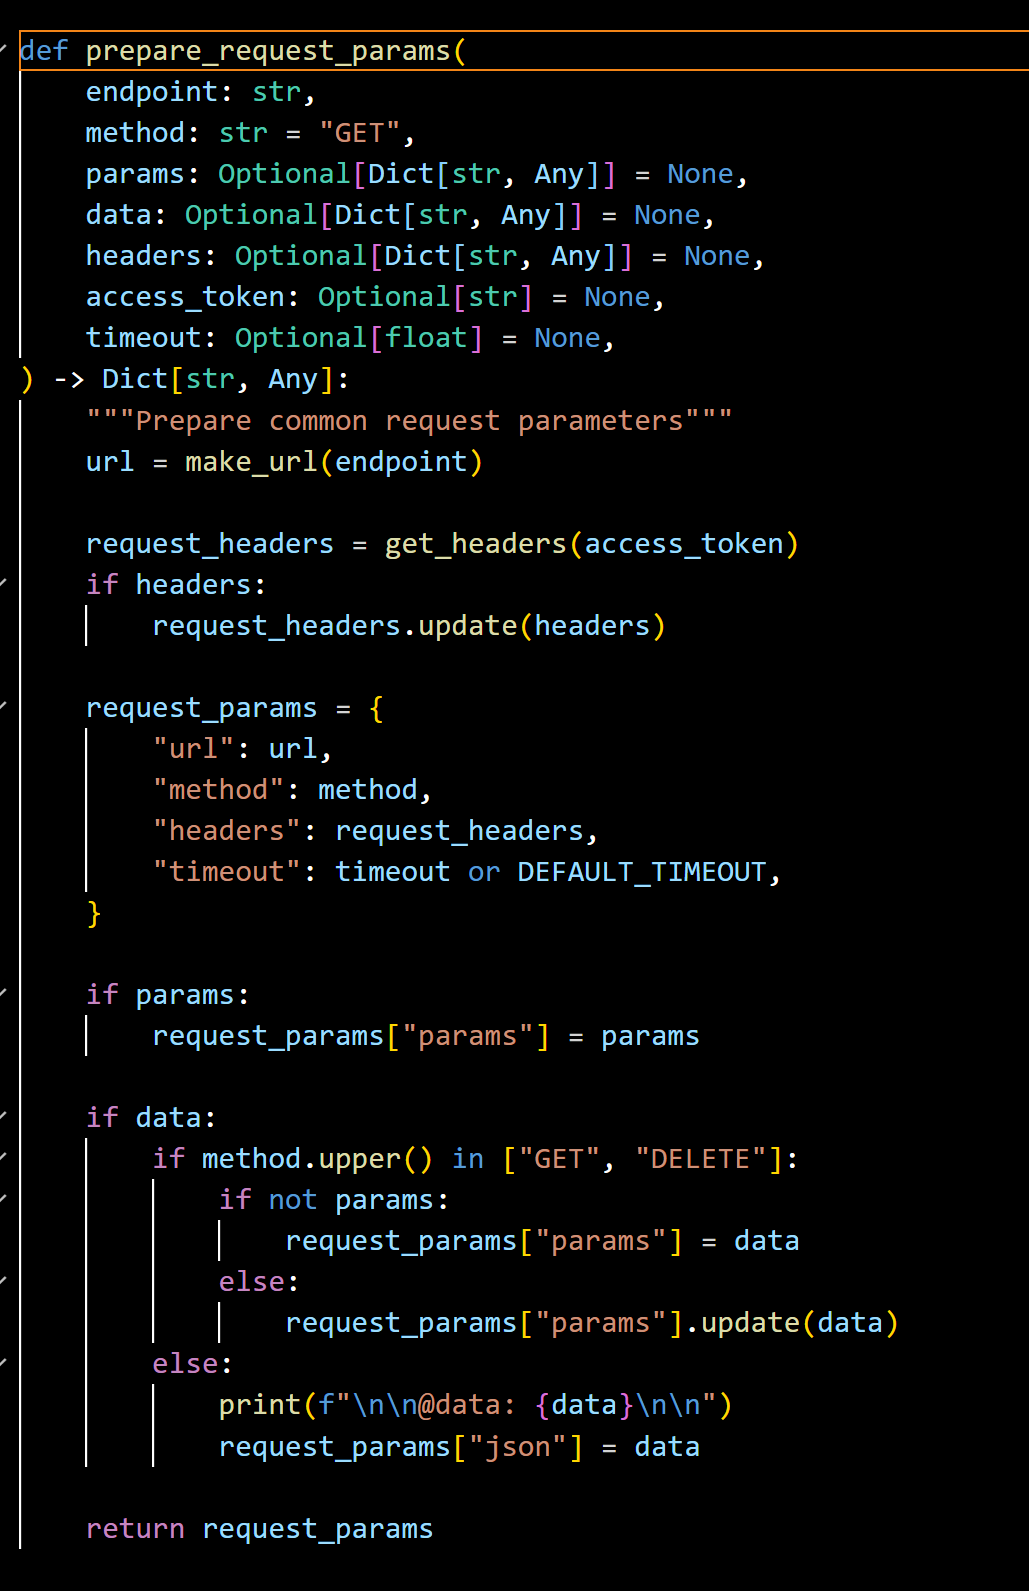 def prepare_request_params(
    endpoint: str,
    method: str = "GET",
    params: Optional[Dict[str, Any]] = None,
    data: Optional[Dict[str, Any]] = None,
    headers: Optional[Dict[str, Any]] = None,
    access_token: Optional[str] = None,
    timeout: Optional[float] = None,
) -> Dict[str, Any]:
    """Prepare common request parameters"""
    url = make_url(endpoint)

    request_headers = get_headers(access_token)
    if headers:
        request_headers.update(headers)

    request_params = {
        "url": url,
        "method": method,
        "headers": request_headers,
        "timeout": timeout or DEFAULT_TIMEOUT,
    }

    if params:
        request_params["params"] = params

    if data:
        if method.upper() in ["GET", "DELETE"]:
            if not params:
                request_params["params"] = data
            else:
                request_params["params"].update(data)
        else:
            print(f"\n\n@data: {data}\n\n")
            request_params["json"] = data

    return request_params